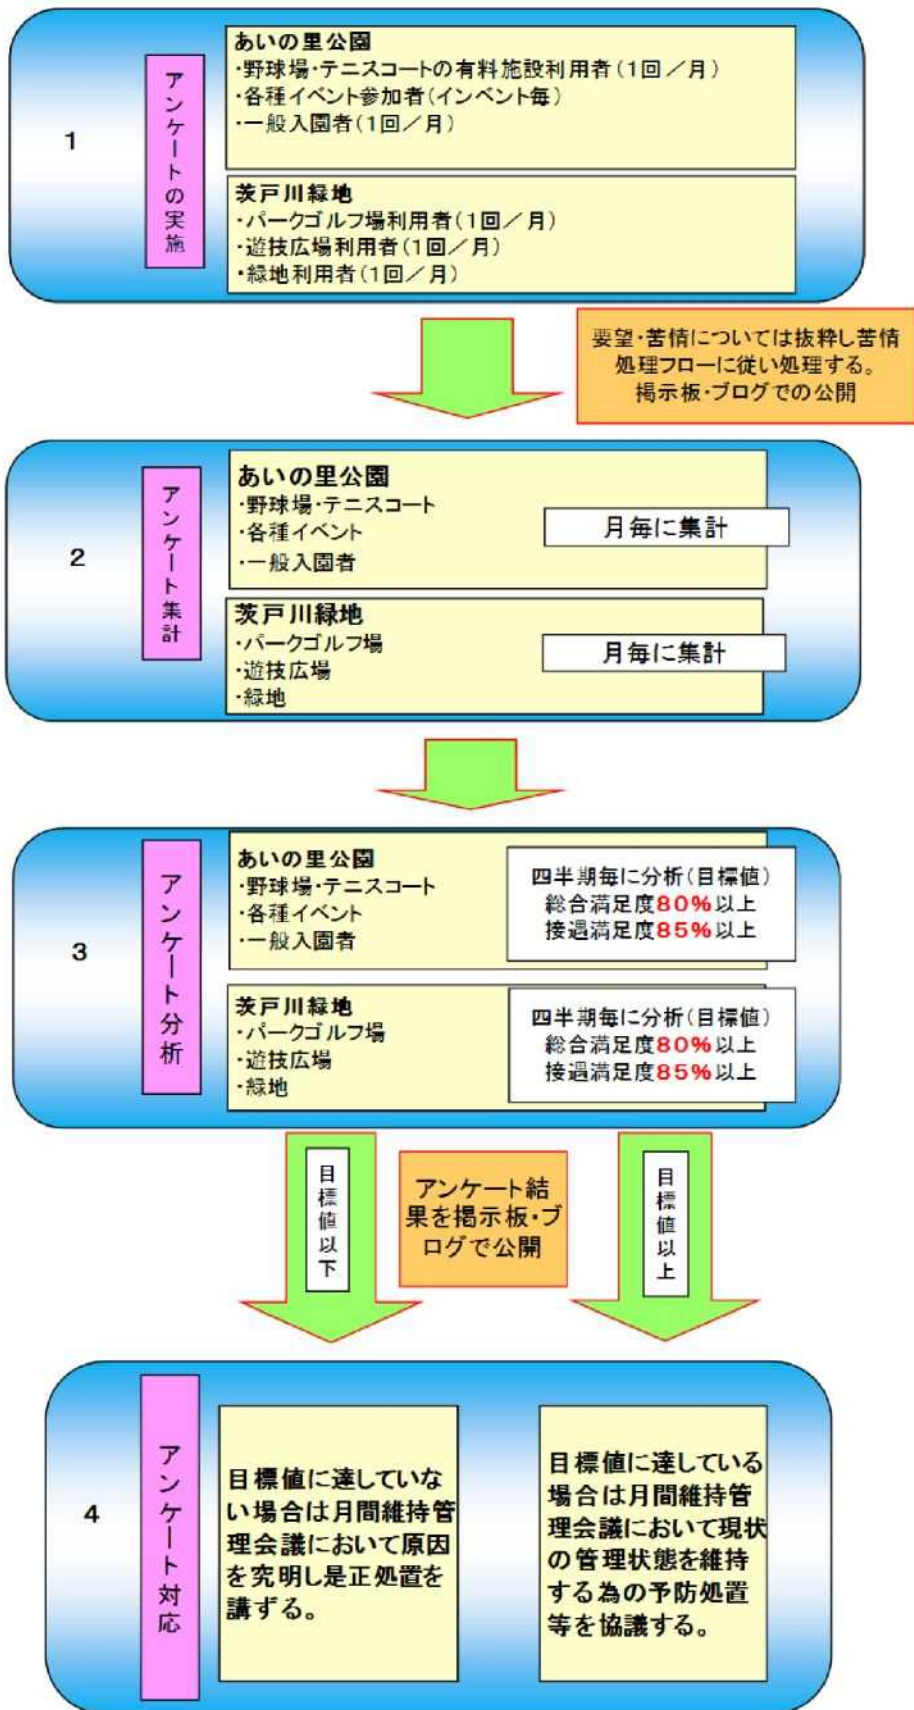 1
アンケートの実施
あいの里公園
・野球場・テニスコートの有料施設利用者(1回/月)
・各種イベント参加者(インベント毎)
・一般入園者(1回/月)
茨戸川緑地
・パークゴルフ場利用者(1回/月)
・遊技広場利用者(1回/月)
・緑地利用者(1回/月)
要望・苦情については抜粋し苦情
処理フローに従い処理する。
掲示板・ブログでの公開
2
アンケート集計
あいの里公園
・野球場・テニスコート
・各種イベント
・一般入園者
月毎に集計
茨戸川緑地
・パークゴルフ場
・遊技広場
・緑地
月毎に集計
3
アンケート分析
あいの里公園
・野球場・テニスコート
・各種イベント
・一般入園者
四半期毎に分析(目標値)
総合満足度80%以上
接遇満足度85%以上
茨戸川緑地
・パークゴルフ場
・遊技広場
・緑地
四半期毎に分析(目標値)
総合満足度80%以上
接遇満足度85%以上
目標値以下
アンケート結
果を掲示板・ブ
ログで公開
目標値以上
4
アンケート対応
目標値に達していな
い場合は月間維持管
理会議において原因
を究明し是正処置を
講ずる。
目標値に達している
場合は月間維持管
理会議において現状
の管理状態を維持
する為の予防処置
等を協議する。